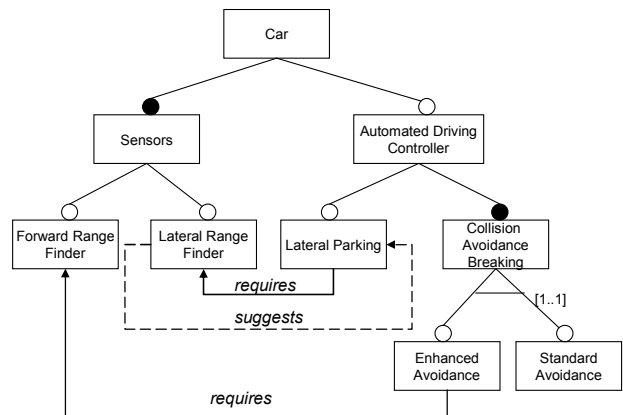 Car
Sensors
Automated Driving
Controller
Forward Range
Finder
Lateral Range
Finder
Lateral Parking
Collision
Avoidance
Breaking
requires
[1..1]
suggests
Enhanced
Avoidance
Standard
Avoidance
requires